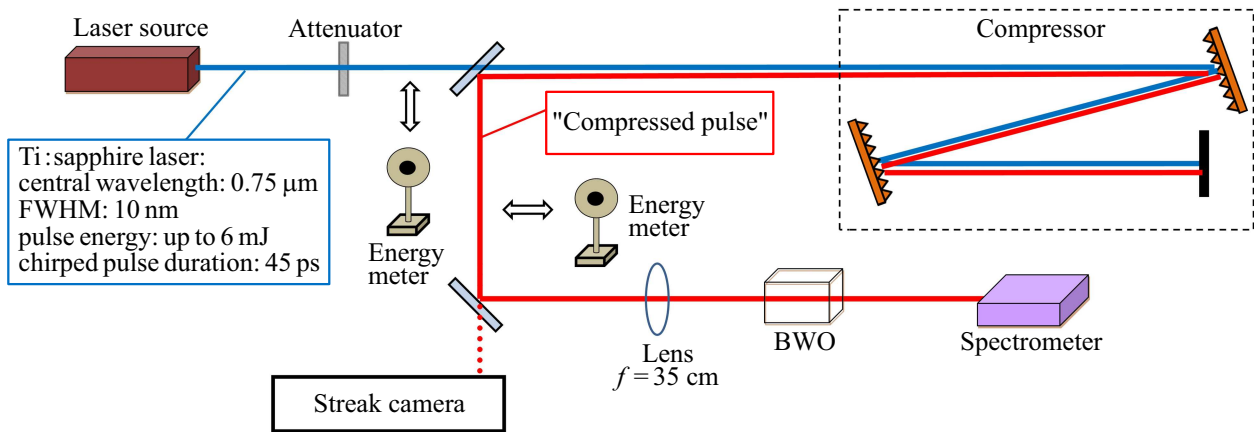 Laser source
Attenuator
Compressor
"Compressed pulse"
Ti : sapphire laser:
central wavelength: 0.75 μm
FWHM: 10 nm
pulse energy: up to 6 mJ
chirped pulse duration: 45 ps
Energy
meter
Energy
meter
Lens
f = 35 cm
BWO
Spectrometer
Streak camera